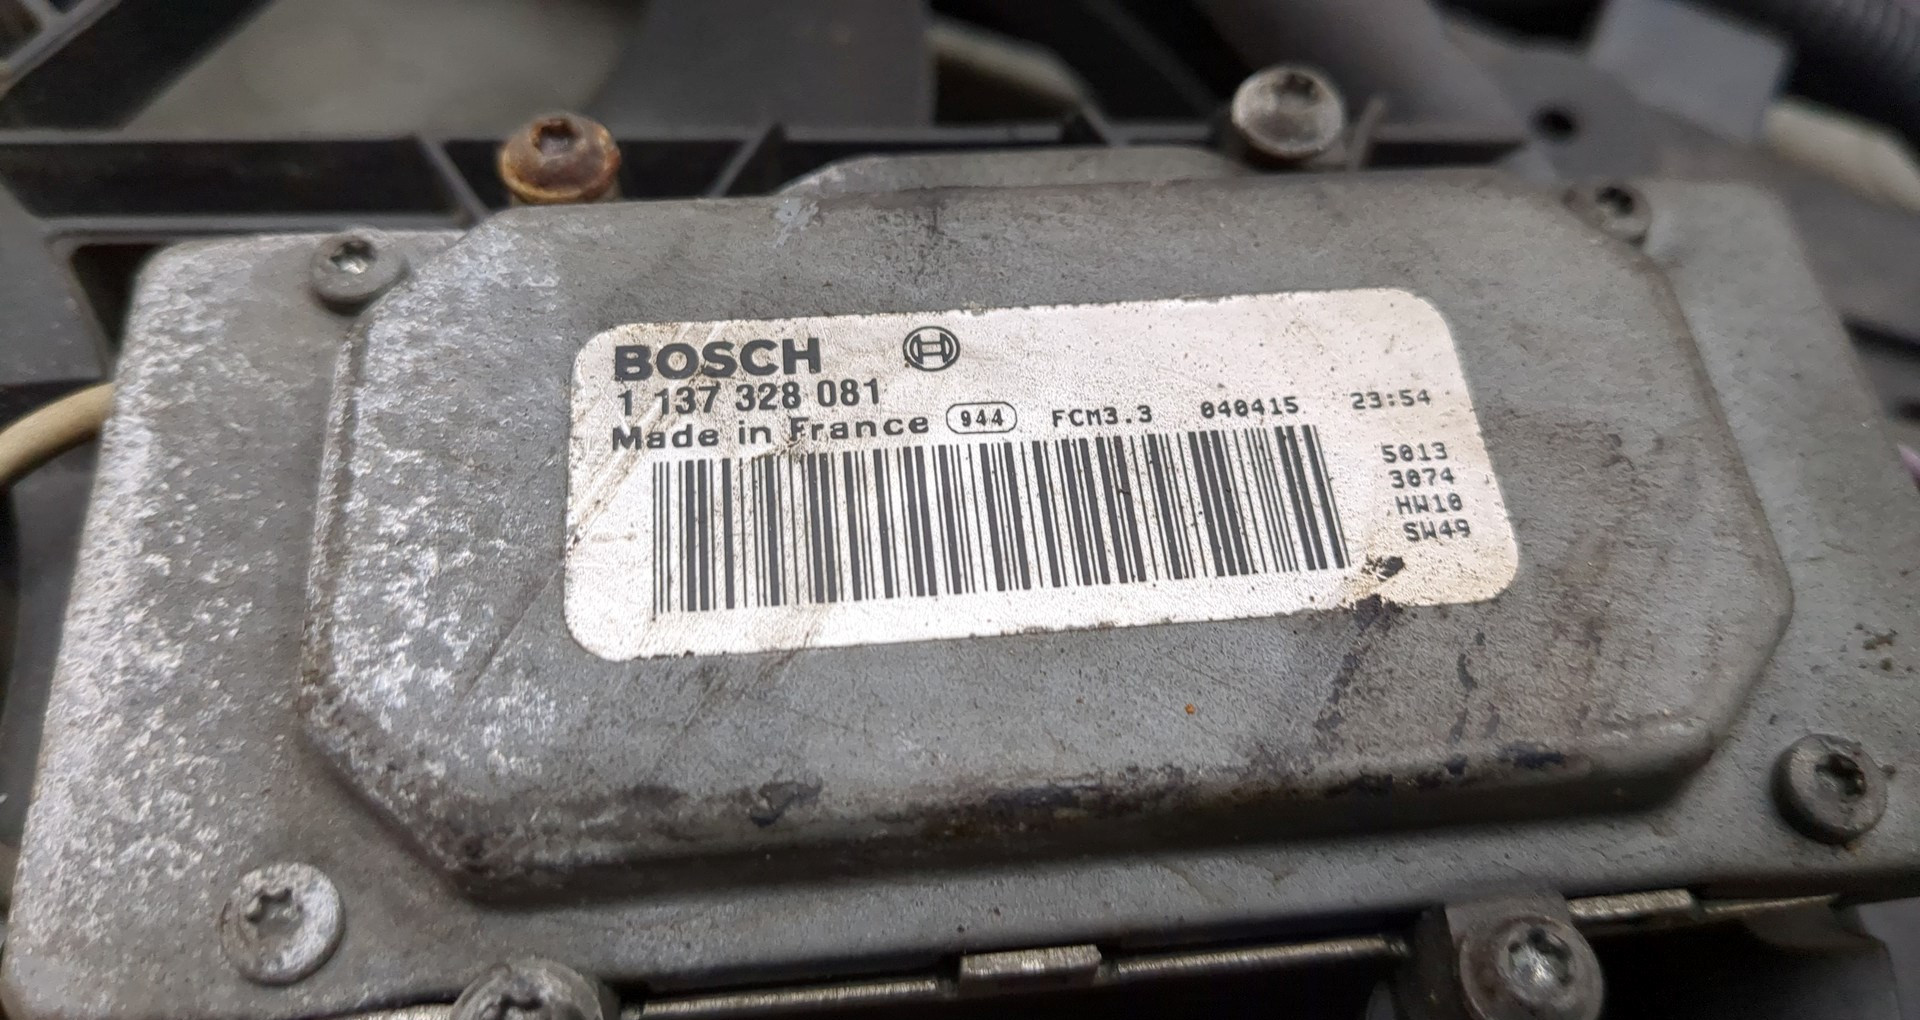 BOSCH
1 137 328 081
Made in France 944 FCM3.3 040415 23:54
5013
3074
HW10
SW49